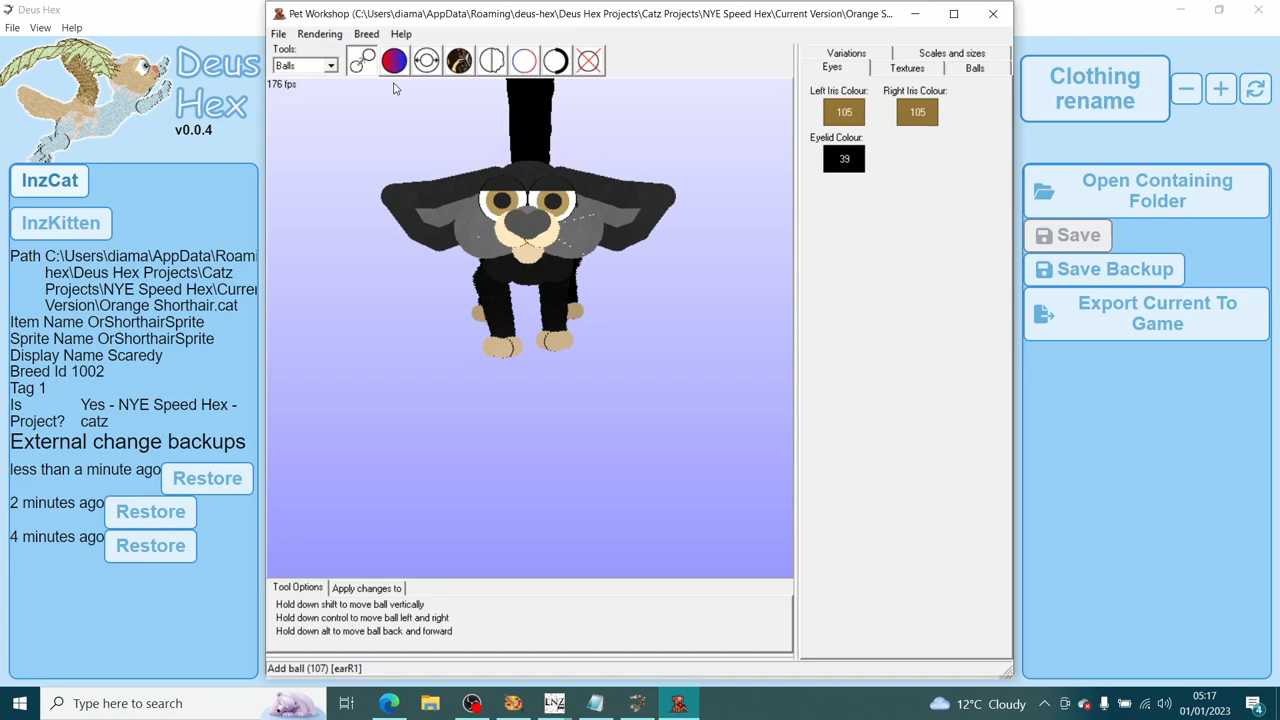 Deus Hex
File View Help
Deus
Hex
v0.0.4
InzCat
InzKitten
Path C:\Users\diama\AppData\Roami
hex\Deus Hex Projects\Catz
Projects\NYE Speed Hex\Curre
Version\Orange Shorthair.cat
Item Name OrShorthairSprite
Sprite Name OrShorthairSprite
Display Name Scaredy
Breed Id 1002
Tag 1
Is Project? Yes - NYE Speed Hex - catz
External change backups
less than a minute ago Restore
2 minutes ago Restore
4 minutes ago Restore
Pet Workshop (C:\Users\diama\AppData\Roaming\deus-hex\Deus Hex Projects\Catz Projects\NYE Speed Hex\Current Version\Orange S...
File Rendering Breed Help
Tools:
Balls
176 fps
Variations Scales and sizes
Eyes Textures Balls
Left Iris Colour: Right Iris Colour:
105 105
Eyelid Colour:
39
Tool Options Apply changes to
Hold down shift to move ball vertically
Hold down control to move ball left and right
Hold down alt to move ball back and forward
Add ball (107) [earR1]
Clothing
rename
Open Containing
Folder
Save
Save Backup
Export Current To
Game
Type here to search
LNZ
12°C Cloudy
05:17
01/01/2023
4